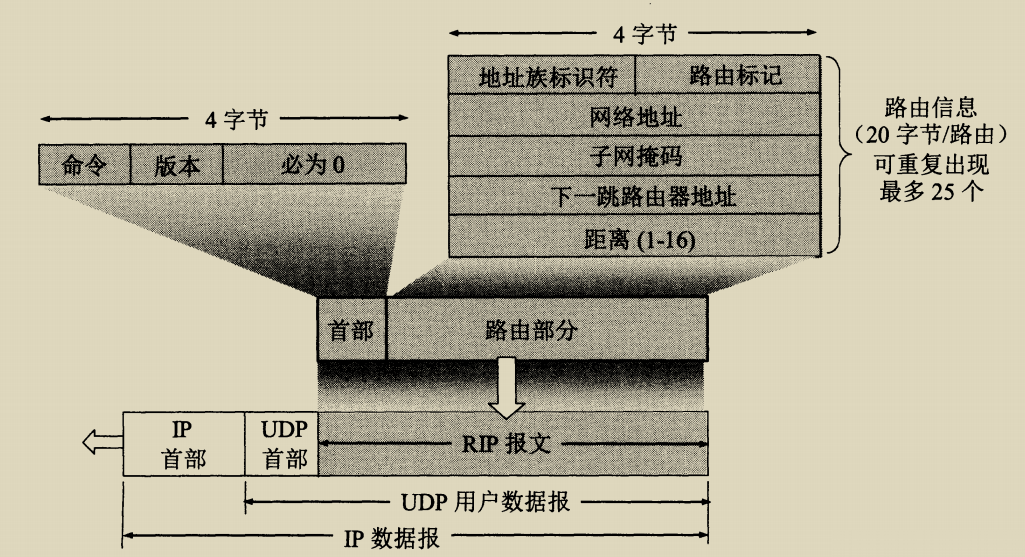 4 字节
地址族标识符 路由标记
网络地址
子网掩码
下一跳路由器地址
距离 (1-16)
路由信息
（20 字节/路由）
可重复出现
最多 25 个
4 字节
命令 版本 必为 0
首部 路由部分
IP
首部
UDP
首部
RIP 报文
UDP 用户数据报
IP 数据报